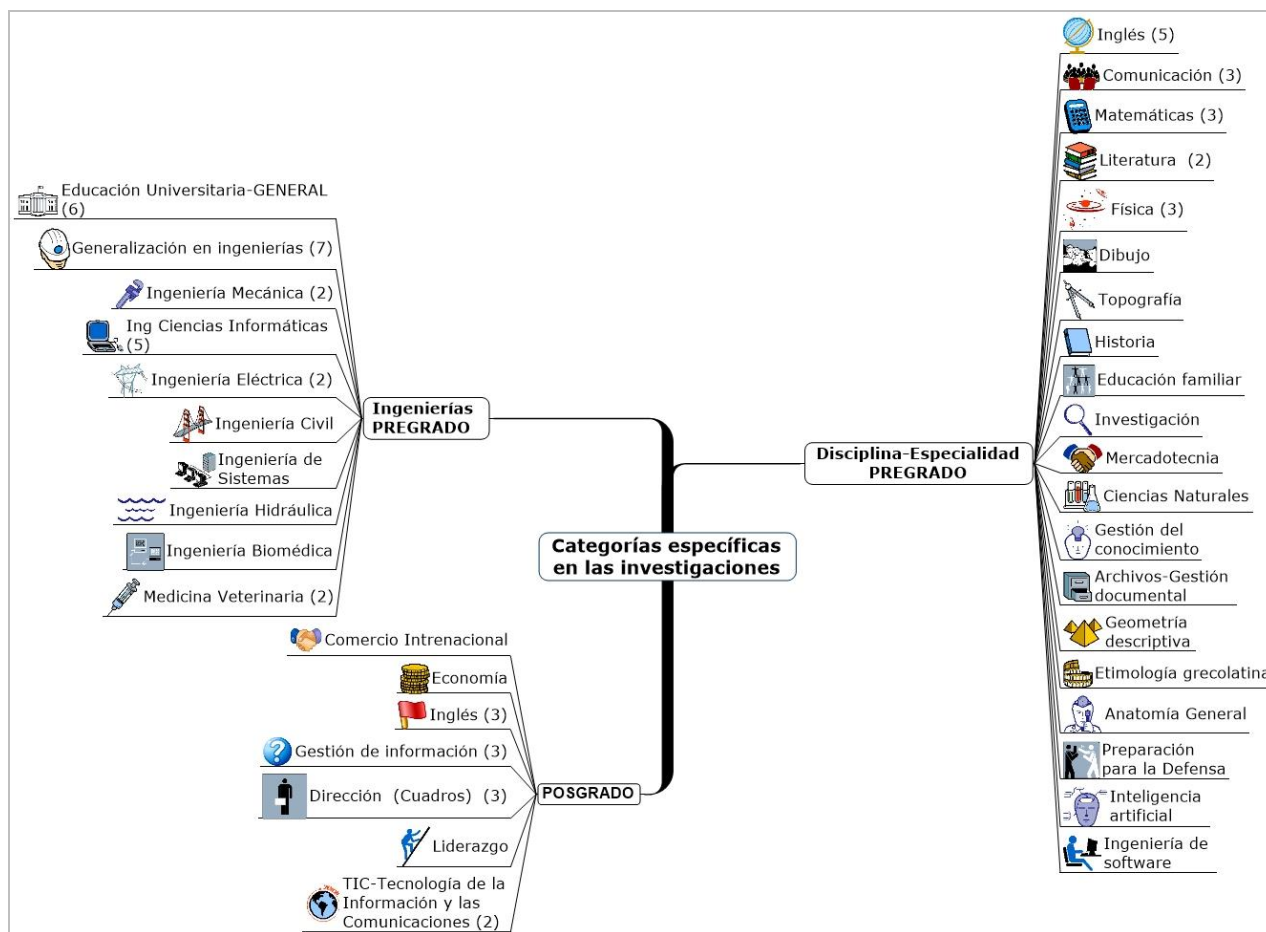 Categorías específicas
en las investigaciones
Ingenierías
PREGRADO
Educación Universitaria-GENERAL
(6)
Generalización en ingenierías (7)
Ingeniería Mecánica (2)
Ing Ciencias Informáticas
(5)
Ingeniería Eléctrica (2)
Ingeniería Civil
Ingeniería de
Sistemas
Ingeniería Hidráulica
Ingeniería Biomédica
Medicina Veterinaria (2)
POSGRADO
Comercio Intrenacional
Economía
Inglés (3)
Gestión de información (3)
Dirección (Cuadros) (3)
Liderazgo
TIC-Tecnología de la
Información y las
Comunicaciones (2)
Disciplina-Especialidad
PREGRADO
Inglés (5)
Comunicación (3)
Matemáticas (3)
Literatura (2)
Física (3)
Dibujo
Topografía
Historia
Educación familiar
Investigación
Mercadotecnia
Ciencias Naturales
Gestión del
conocimiento
Archivos-Gestión
documental
Geometría
descriptiva
Etimología grecolatina
Anatomía General
Preparación
para la Defensa
Inteligencia
artificial
Ingeniería de
software